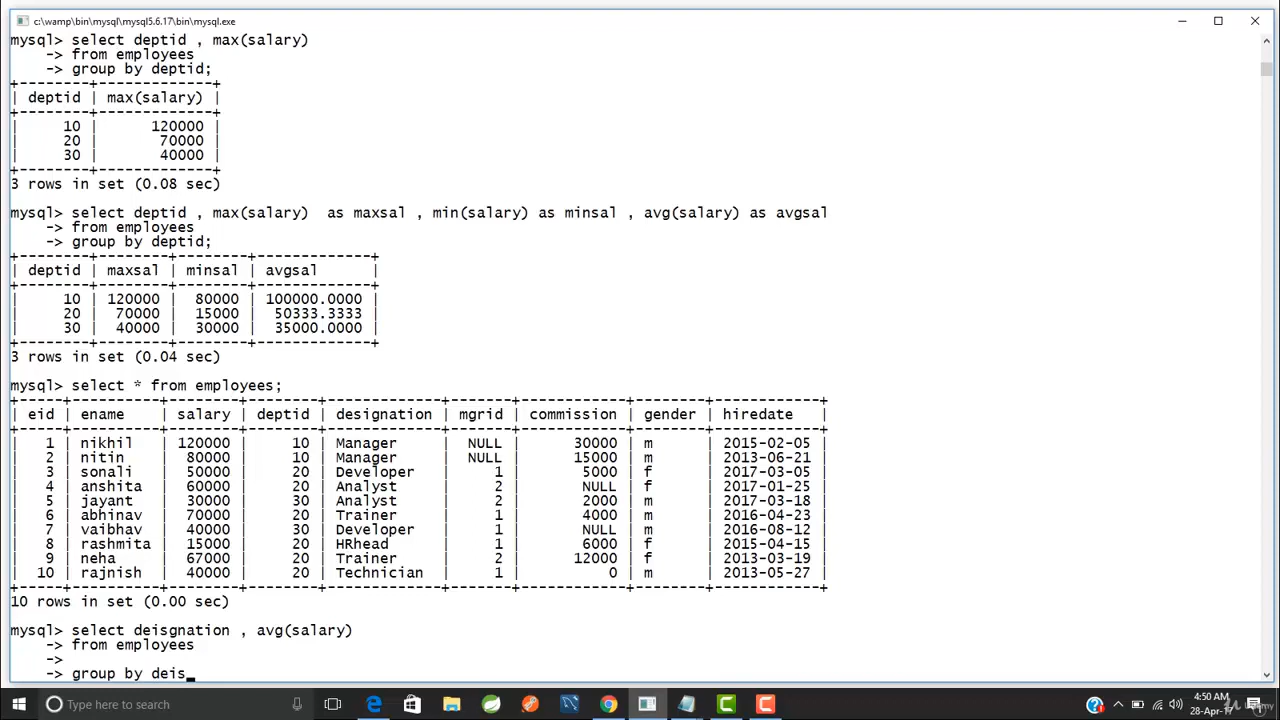 c:\wamp\bin\mysql\mysql5.6.17\bin\mysql.exe
mysql> select deptid , max(salary)
    -> from employees
    -> group by deptid;
+--------+-------------+
| deptid | max(salary) |
+--------+-------------+
|     10 |      120000 |
|     20 |       70000 |
|     30 |       40000 |
+--------+-------------+
3 rows in set (0.08 sec)
mysql> select deptid , max(salary)  as maxsal , min(salary) as minsal , avg(salary) as avgsal
    -> from employees
    -> group by deptid;
+--------+--------+--------+-------------+
| deptid | maxsal | minsal | avgsal      |
+--------+--------+--------+-------------+
|     10 | 120000 |  80000 | 100000.0000 |
|     20 |  70000 |  15000 |  50333.3333 |
|     30 |  40000 |  30000 |  35000.0000 |
+--------+--------+--------+-------------+
3 rows in set (0.04 sec)
mysql> select * from employees;
+-----+----------+--------+--------+-------------+-------+------------+--------+------------+
| eid | ename    | salary | deptid | designation | mgrid | commission | gender | hiredate   |
+-----+----------+--------+--------+-------------+-------+------------+--------+------------+
|   1 | nikhil   | 120000 |     10 | Manager     |  NULL |      30000 | m      | 2015-02-05 |
|   2 | nitin    |  80000 |     10 | Manager     |  NULL |      15000 | m      | 2013-06-21 |
|   3 | sonali   |  50000 |     20 | Developer   |     1 |       5000 | f      | 2017-03-05 |
|   4 | anshita  |  60000 |     20 | Analyst     |     2 |       NULL | f      | 2017-01-25 |
|   5 | jayant   |  30000 |     30 | Analyst     |     2 |       2000 | m      | 2017-03-18 |
|   6 | abhinav  |  70000 |     20 | Trainer     |     1 |       4000 | m      | 2016-04-23 |
|   7 | vaibhav  |  40000 |     30 | Developer   |     1 |       NULL | m      | 2016-08-12 |
|   8 | rashmita |  15000 |     20 | HRhead      |     1 |       6000 | f      | 2015-04-15 |
|   9 | neha     |  67000 |     20 | Trainer     |     2 |      12000 | f      | 2013-03-19 |
|  10 | rajnish  |  40000 |     20 | Technician  |     1 |          0 | m      | 2013-05-27 |
+-----+----------+--------+--------+-------------+-------+------------+--------+------------+
10 rows in set (0.00 sec)
mysql> select deisgnation , avg(salary)
    -> from employees
    ->
    -> group by deis_
Type here to search
4:50 AM
28-Apr-17